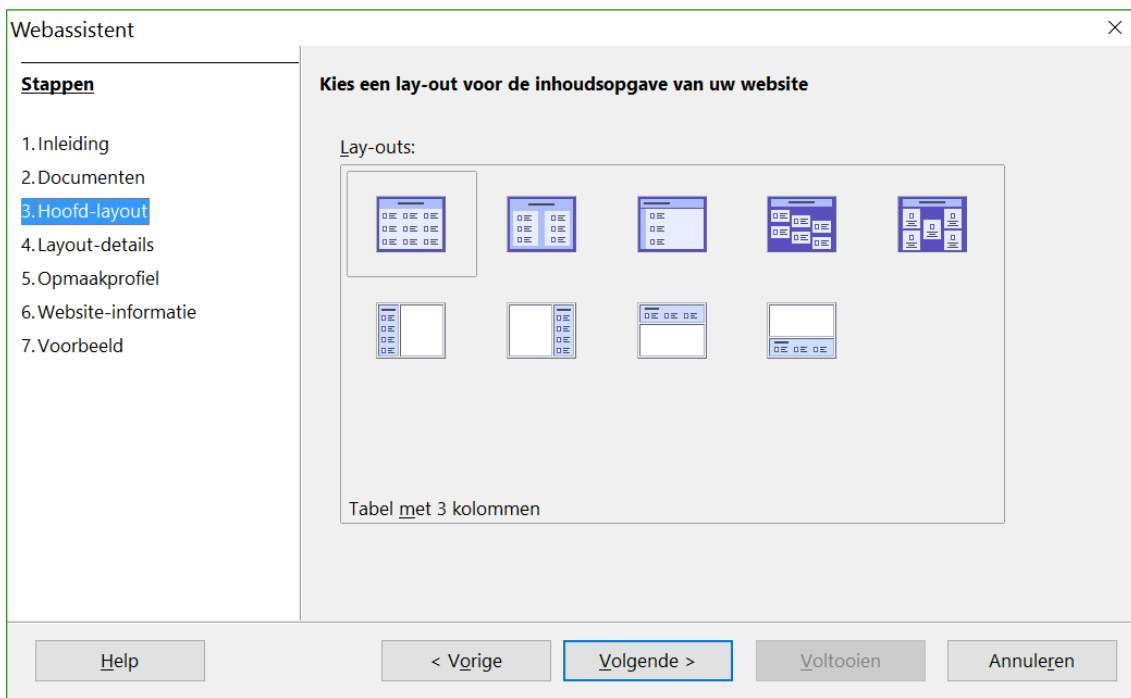 Webassistent
Stappen
1. Inleiding
2. Documenten
3. Hoofd-layout
4. Layout-details
5. Opmaakprofiel
6. Website-informatie
7. Voorbeeld
Kies een lay-out voor de inhoudsopgave van uw website
Lay-outs:
Tabel met 3 kolommen
Help
< Vorige
Volgende >
Voltooien
Annuleren